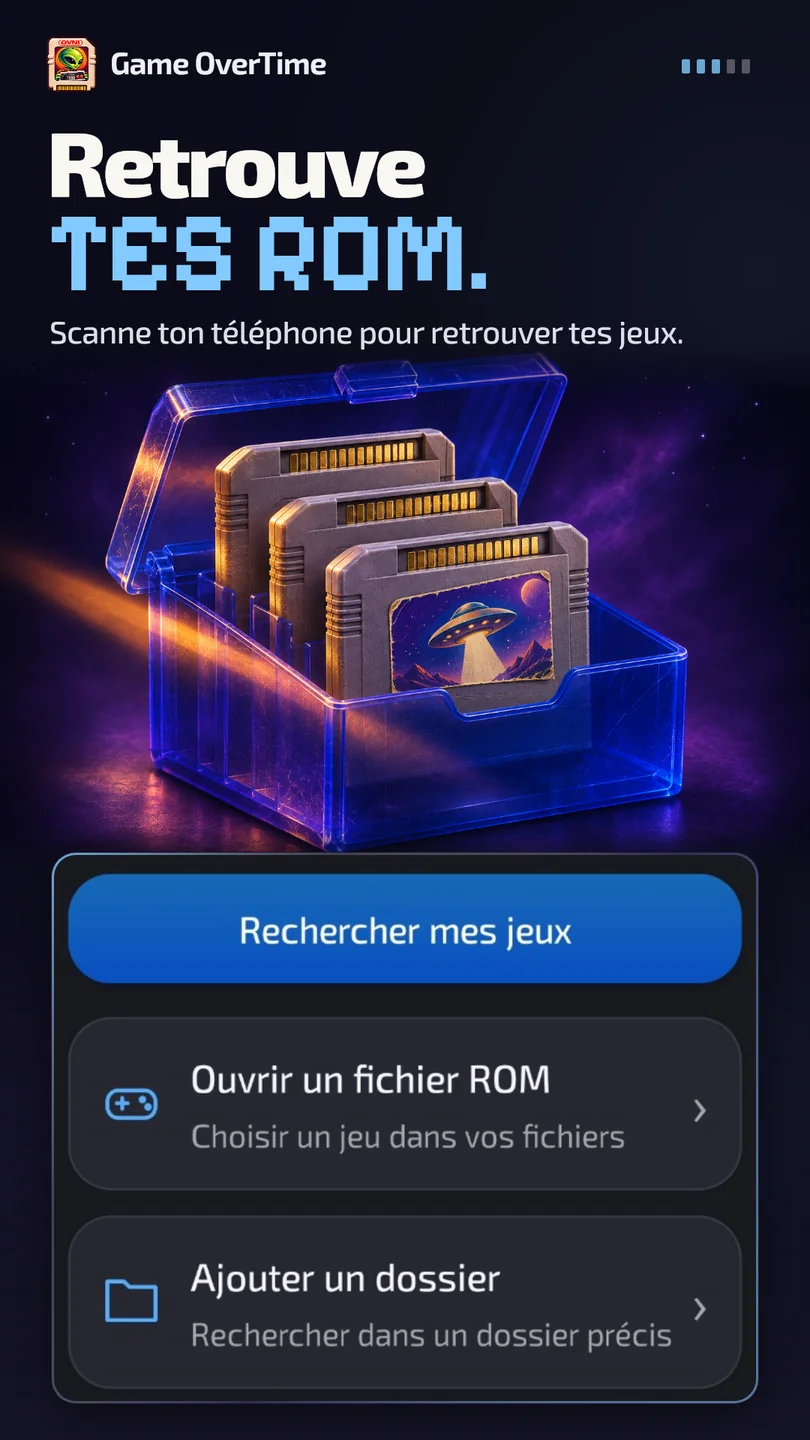 OVNI
Game OverTime
Retrouve
TES ROM.
Scanne ton téléphone pour retrouver tes jeux.
Rechercher mes jeux
Ouvrir un fichier ROM
Choisir un jeu dans vos fichiers
Ajouter un dossier
Rechercher dans un dossier précis